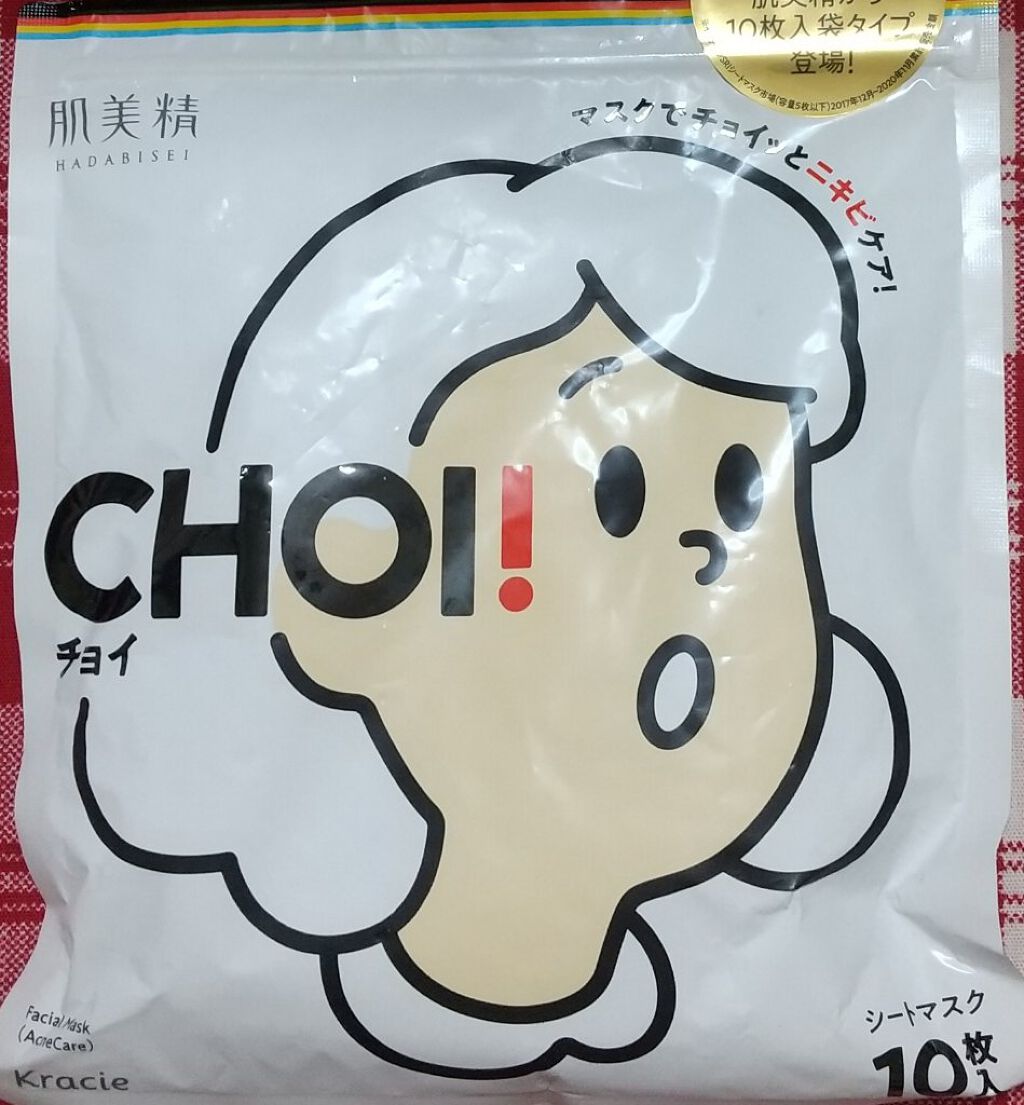 肌美精から
10枚入袋タイプ
登場!
肌美精
HADABISEI
マスクでチョイッとニキビケア!
CHOI!
チョイ
Facial Mask
(AcneCare)
Kracie
シートマスク
10枚入